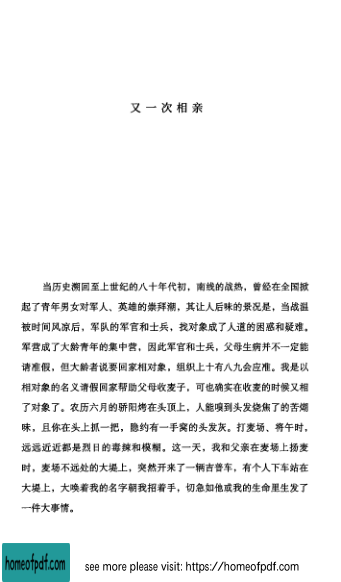 又一次相亲
当历史溯回至上世纪的八十年代初，南线的战热，曾经在全国掀
起了青年男女对军人、英雄的崇拜潮，其让人后味的景况是，当战温
被时间风凉后，军队的军官和士兵，找对象成了人道的困惑和疑难。
军营成了大龄青年的集中营，因此军官和士兵，父母生病并不一定能
请准假，但大龄者说要回家相对象，组织上十有八九会应准。我是以
相对象的名义请假回家帮助父母收麦子，可也确实在收麦的时候又相
了对象了。农历六月的骄阳烤在头顶上，人能嗅到头发烧焦了的苦煳
味，且你在头上抓一把，隐约有一手窝的头发灰。打麦场、将午时，
远远近近都是烈日的毒辣和模糊。这一天，我和父亲在麦场上扬麦
时，麦场不远处的大堤上，突然开来了一辆吉普车，有个人下车站在
大堤上，大唤着我的名字朝我招着手，切急如他或我的生命里生发了
一件大事情。
homeofpdf.com
see more please visit: https://homeofpdf.com